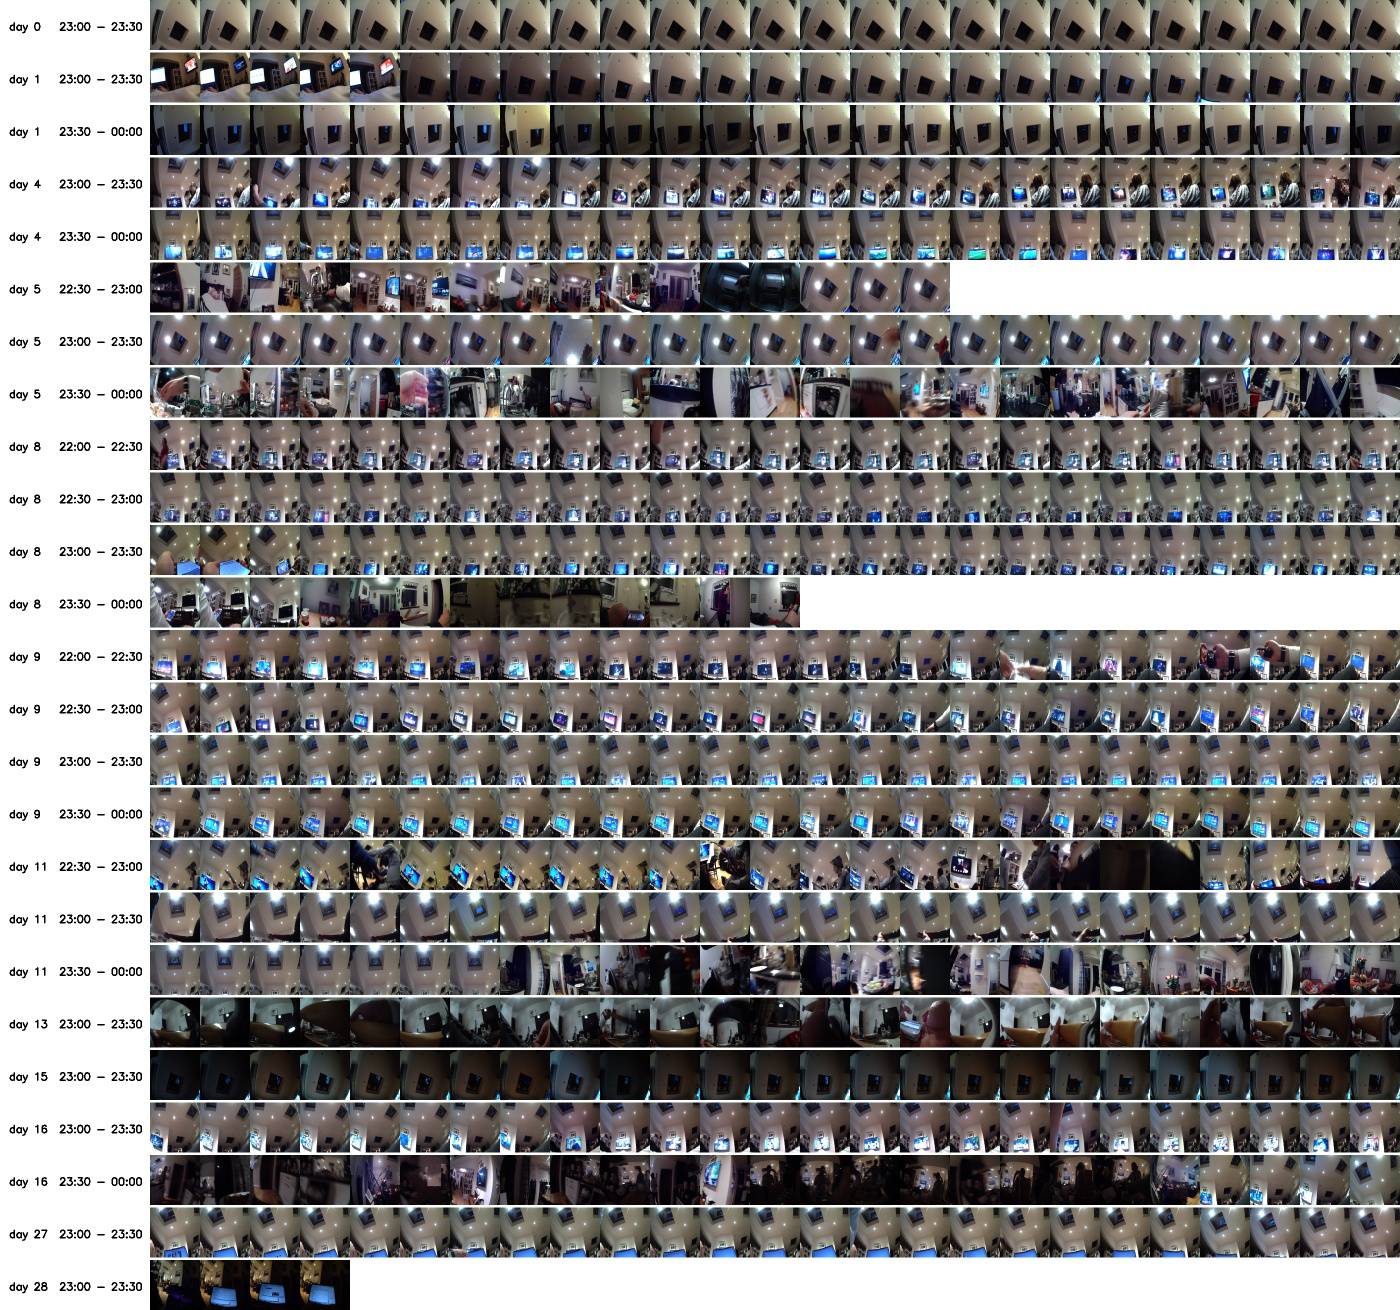 day 0 23:00 – 23:30
day 1 23:00 – 23:30
day 1 23:30 – 00:00
day 4 23:00 – 23:30
day 4 23:30 – 00:00
day 5 22:30 – 23:00
day 5 23:00 – 23:30
day 5 23:30 – 00:00
day 8 22:00 – 22:30
day 8 22:30 – 23:00
day 8 23:00 – 23:30
day 8 23:30 – 00:00
day 9 22:00 – 22:30
day 9 22:30 – 23:00
day 9 23:00 – 23:30
day 9 23:30 – 00:00
day 11 22:30 – 23:00
day 11 23:00 – 23:30
day 11 23:30 – 00:00
day 13 23:00 – 23:30
day 15 23:00 – 23:30
day 16 23:00 – 23:30
day 16 23:30 – 00:00
day 27 23:00 – 23:30
day 28 23:00 – 23:30